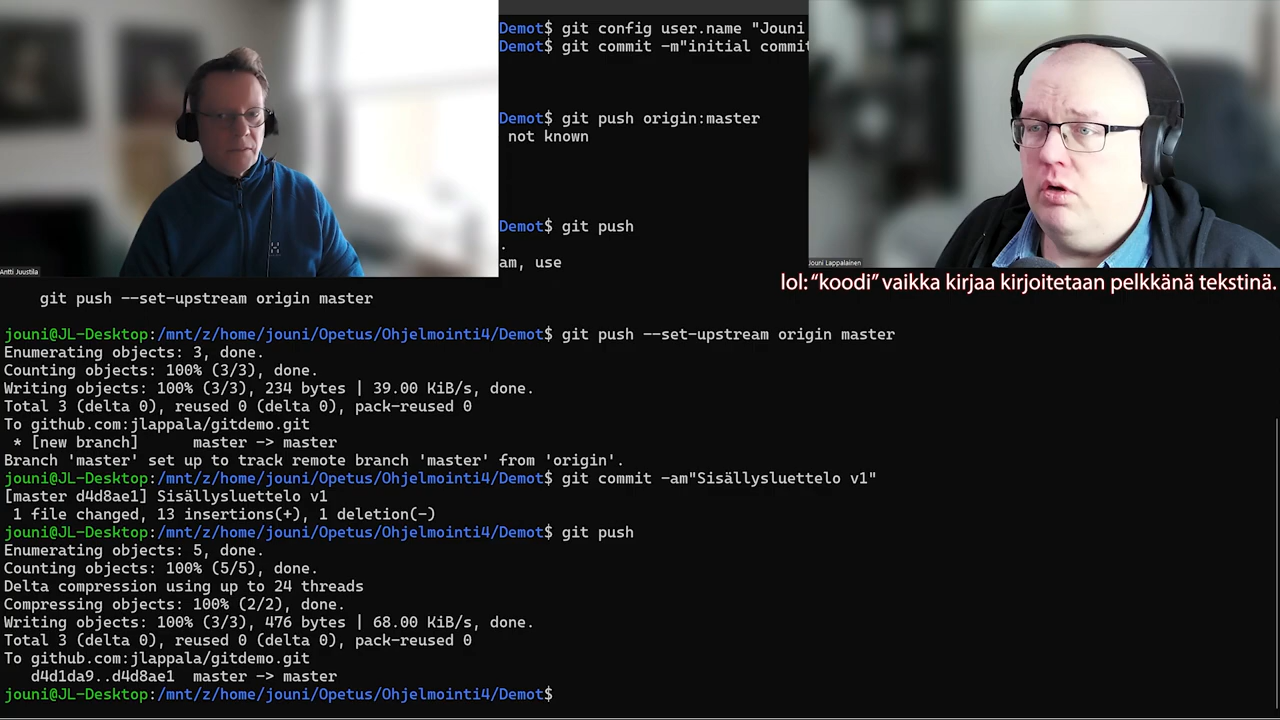 Demot$ git config user.name "Jouni
Demot$ git commit -m"initial commit
Demot$ git push origin:master
not known
Demot$ git push
.
am, use
Antti Juustila
Jouni Lappalainen
lol: “koodi” vaikka kirjaa kirjoitetaan pelkkänä tekstinä.
git push --set-upstream origin master
jouni@JL-Desktop:/mnt/z/home/jouni/Opetus/Ohjelmointi4/Demot$ git push --set-upstream origin master
Enumerating objects: 3, done.
Counting objects: 100% (3/3), done.
Writing objects: 100% (3/3), 234 bytes | 39.00 KiB/s, done.
Total 3 (delta 0), reused 0 (delta 0), pack-reused 0
To github.com:jlappala/gitdemo.git
* [new branch]      master -> master
Branch 'master' set up to track remote branch 'master' from 'origin'.
jouni@JL-Desktop:/mnt/z/home/jouni/Opetus/Ohjelmointi4/Demot$ git commit -am"Sisällysluettelo v1"
[master d4d8ae1] Sisällysluettelo v1
1 file changed, 13 insertions(+), 1 deletion(-)
jouni@JL-Desktop:/mnt/z/home/jouni/Opetus/Ohjelmointi4/Demot$ git push
Enumerating objects: 5, done.
Counting objects: 100% (5/5), done.
Delta compression using up to 24 threads
Compressing objects: 100% (2/2), done.
Writing objects: 100% (3/3), 476 bytes | 68.00 KiB/s, done.
Total 3 (delta 0), reused 0 (delta 0), pack-reused 0
To github.com:jlappala/gitdemo.git
d4d1da9..d4d8ae1  master -> master
jouni@JL-Desktop:/mnt/z/home/jouni/Opetus/Ohjelmointi4/Demot$